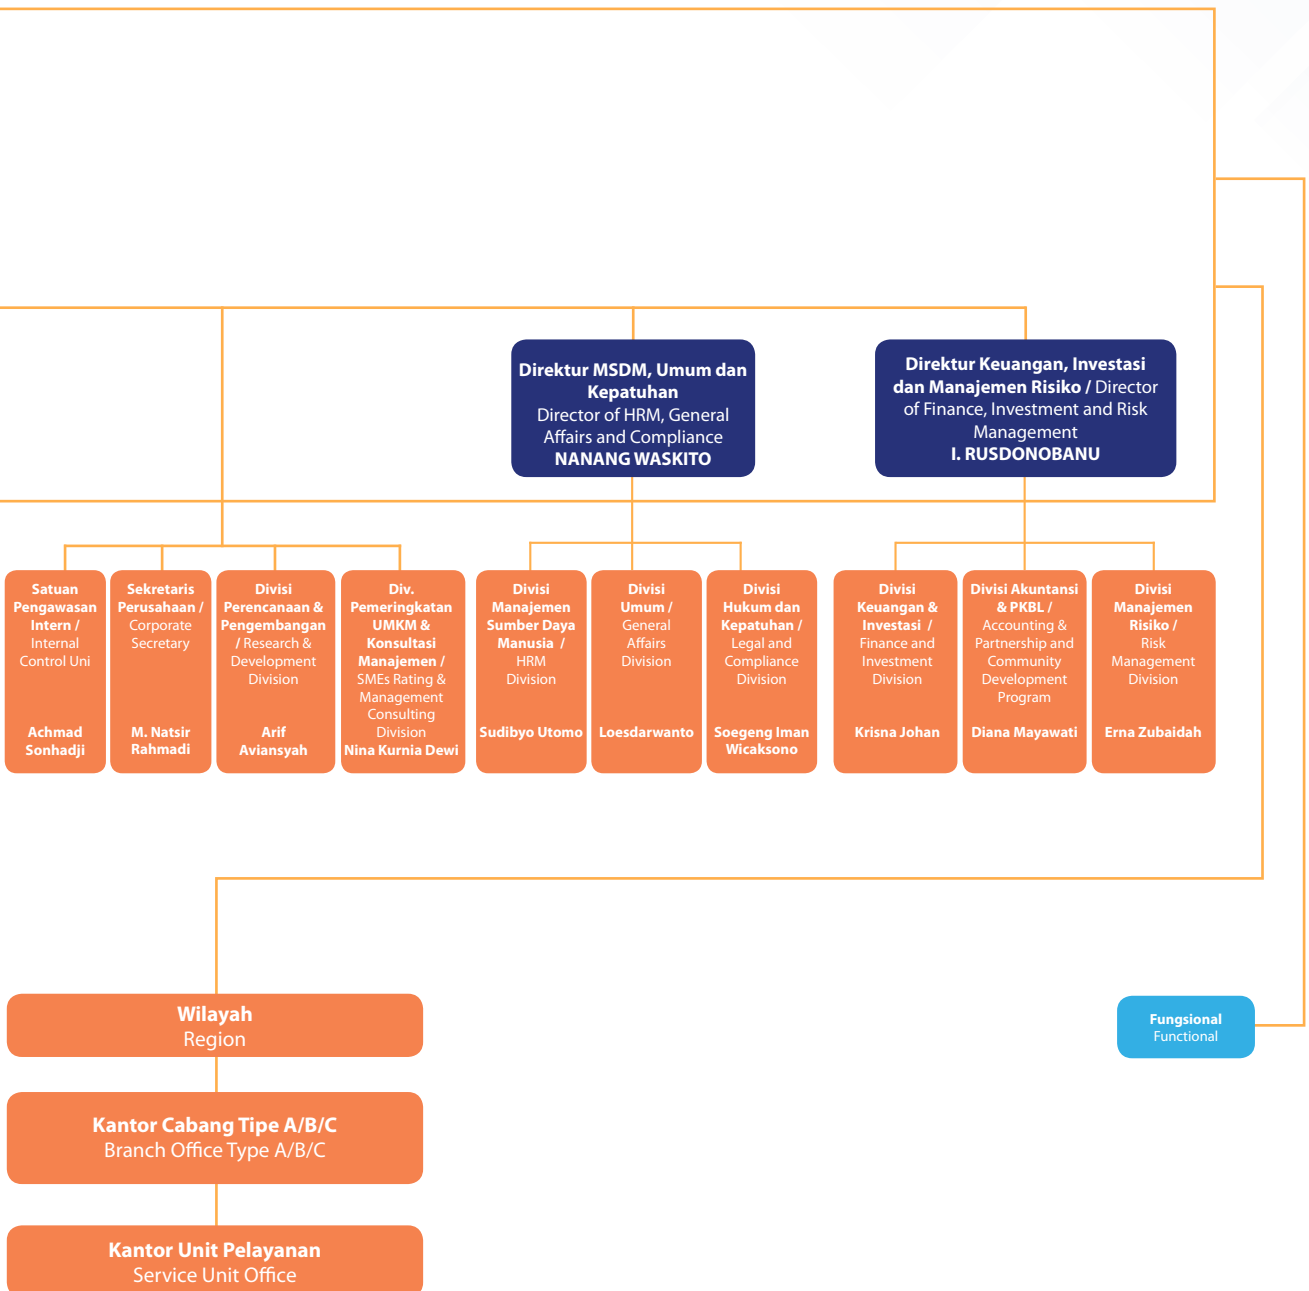 Direktur MSDM, Umum dan
Kepatuhan
Director of HRM, General
Affairs and Compliance
NANANG WASKITO
Direktur Keuangan, Investasi
dan Manajemen Risiko / Director
of Finance, Investment and Risk
Management
I. RUSDONOBANU
Satuan
Pengawasan
Intern /
Internal
Control Uni
Achmad
Sonhadji
Sekretaris
Perusahaan /
Corporate
Secretary
M. Natsir
Rahmadi
Divisi
Perencanaan &
Pengembangan
/ Research &
Development
Division
Arif
Aviansyah
Div.
Pemeringkatan
UMKM &
Konsultasi
Manajemen /
SMEs Rating &
Management
Consulting
Division
Nina Kurnia Dewi
Divisi
Manajemen
Sumber Daya
Manusia /
HRM
Division
Sudibyo Utomo
Divisi
Umum /
General
Affairs
Division
Loesdarwanto
Divisi
Hukum dan
Kepatuhan /
Legal and
Compliance
Division
Soegeng Iman
Wicaksono
Divisi
Keuangan &
Investasi /
Finance and
Investment
Division
Krisna Johan
Divisi Akuntansi
& PKBL /
Accounting &
Partnership and
Community
Development
Program
Diana Mayawati
Divisi
Manajemen
Risiko /
Risk
Management
Division
Erna Zubaidah
Wilayah
Region
Fungsional
Functional
Kantor Cabang Tipe A/B/C
Branch Office Type A/B/C
Kantor Unit Pelayanan
Service Unit Office